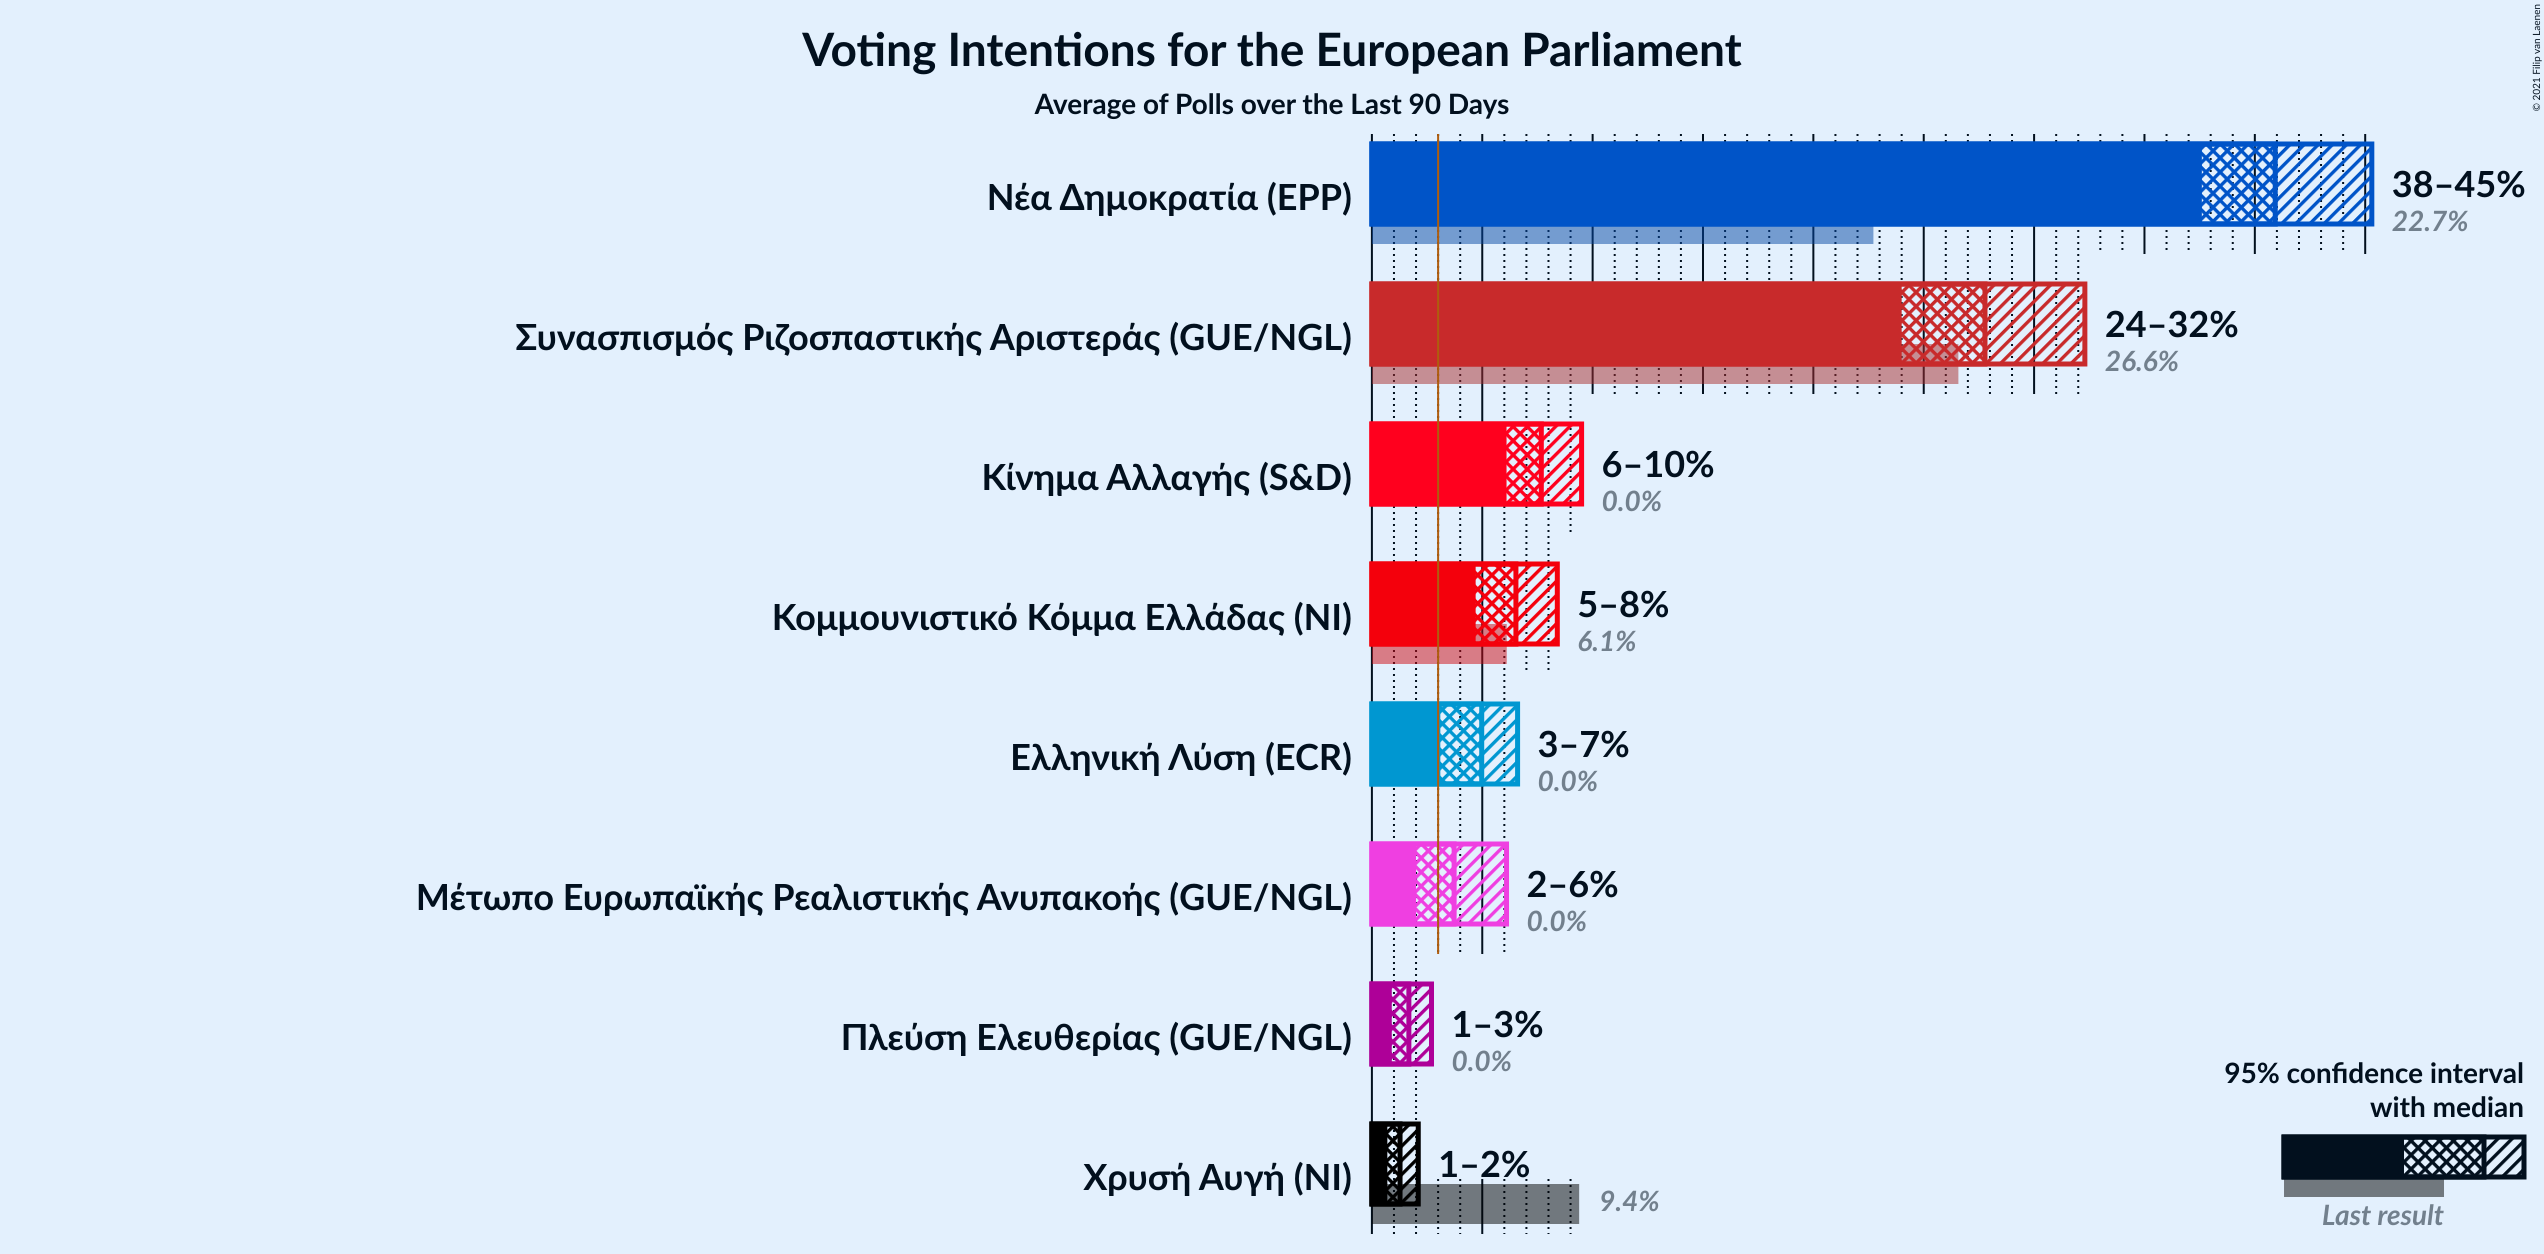 © 2021 Filip van Laenen
Voting Intentions for the European Parliament
Average of Polls over the Last 90 Days
Νέα Δημοκρατία (EPP)
38–45%
22.7%
Συνασπισμός Ριζοσπαστικής Αριστεράς (GUE/NGL)
24–32%
26.6%
Κίνημα Αλλαγής (S&D)
6–10%
0.0%
Κομμουνιστικό Κόμμα Ελλάδας (NI)
5–8%
6.1%
Ελληνική Λύση (ECR)
3–7%
0.0%
Μέτωπο Ευρωπαϊκής Ρεαλιστικής Ανυπακοής (GUE/NGL)
2–6%
0.0%
Πλεύση Ελευθερίας (GUE/NGL)
1–3%
0.0%
Χρυσή Αυγή (NI)
1–2%
9.4%
95% confidence interval
with median
Last result